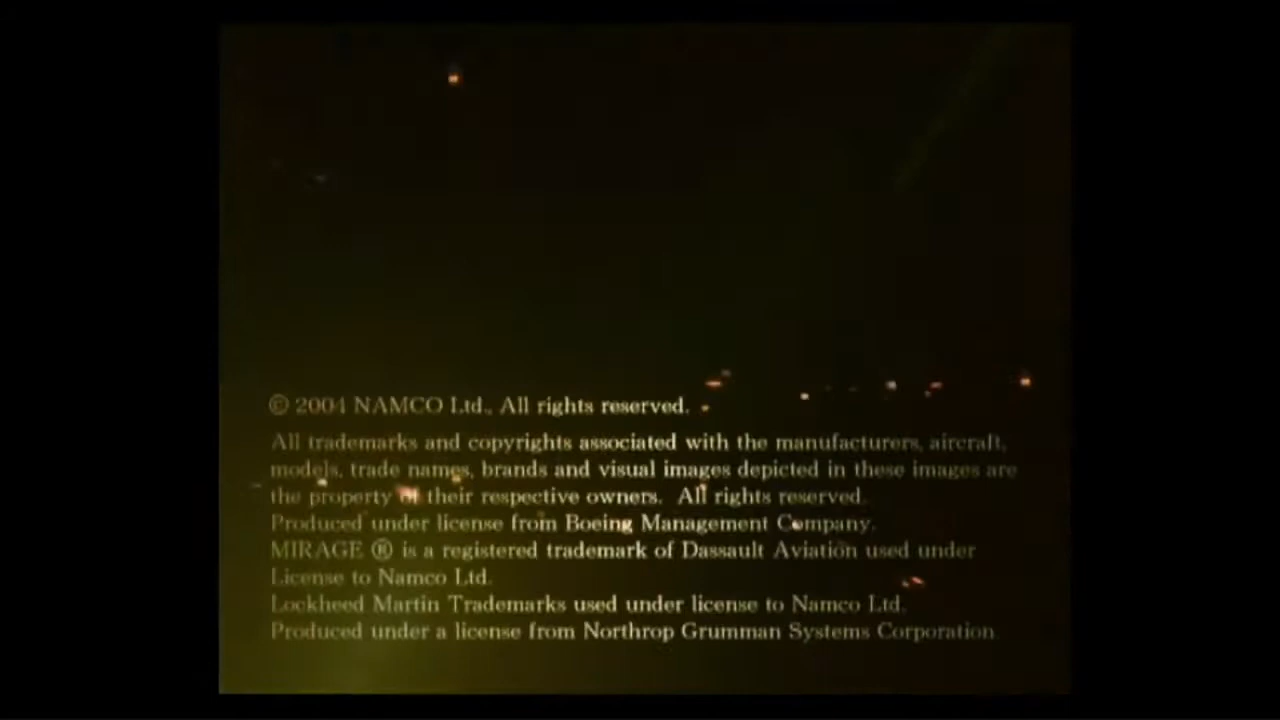 © 2004 NAMCO Ltd., All rights reserved.
All trademarks and copyrights associated with the manufacturers, aircraft,
models, trade names, brands and visual images depicted in these images are
the property of their respective owners. All rights reserved.
Produced under license from Boeing Management Company.
MIRAGE ® is a registered trademark of Dassault Aviation used under
License to Namco Ltd.
Lockheed Martin Trademarks used under license to Namco Ltd.
Produced under a license from Northrop Grumman Systems Corporation.